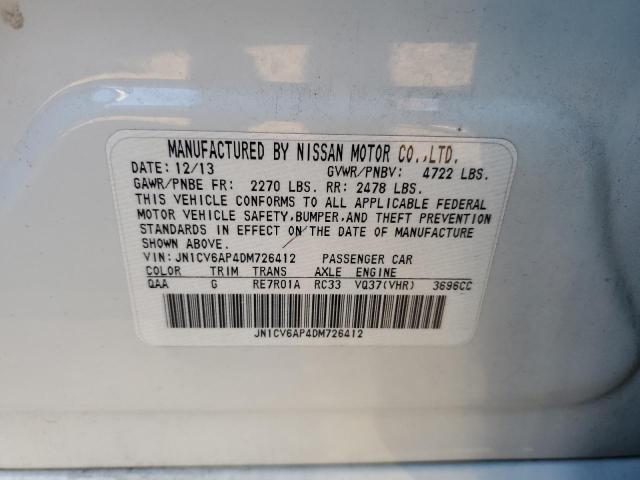 MANUFACTURED BY NISSAN MOTOR CO.,LTD.
DATE: 12/13 GVWR/PNBV: 4722 LBS.
GAWR/PNBE FR: 2270 LBS. RR: 2478 LBS.
THIS VEHICLE CONFORMS TO ALL APPLICABLE FEDERAL
MOTOR VEHICLE SAFETY,BUMPER,AND THEFT PREVENTION
STANDARDS IN EFFECT ON THE DATE OF MANUFACTURE
SHOWN ABOVE.
VIN: JN1CV6AP4DM726412 PASSENGER CAR
COLOR TRIM TRANS AXLE ENGINE
QAA G RE7R01A RC33 VQ37(VHR) 3696CC
JN1CV6AP4DM726412